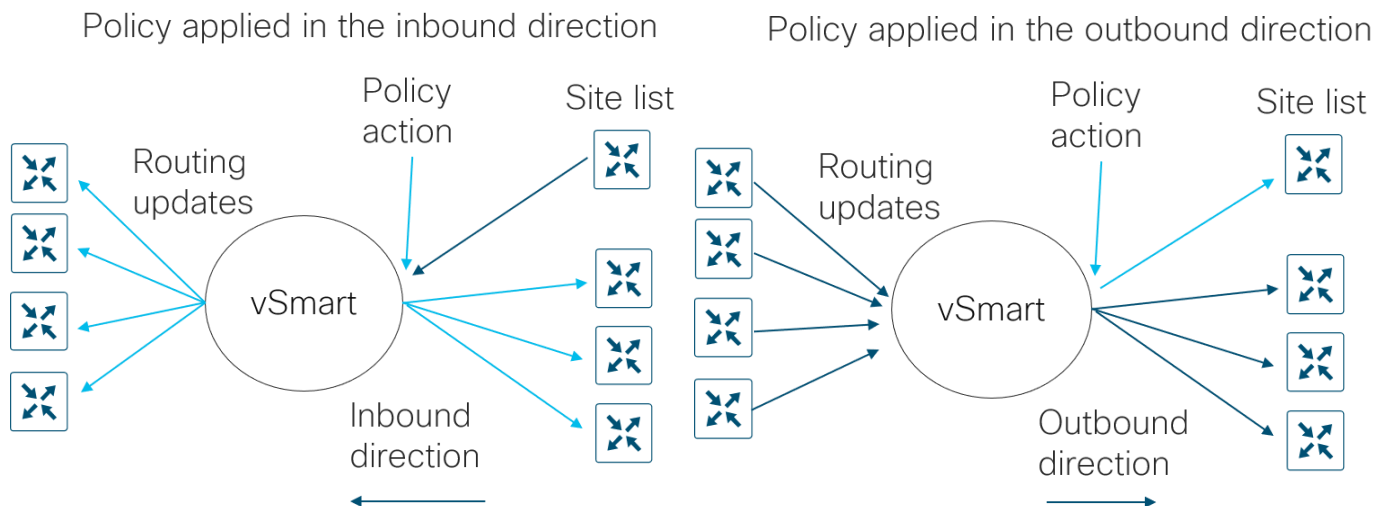 Policy applied in the inbound direction
Policy
action
Site list
Routing
updates
vSmart
Inbound
direction
Policy applied in the outbound direction
Policy
action
Site list
Routing
updates
vSmart
Outbound
direction